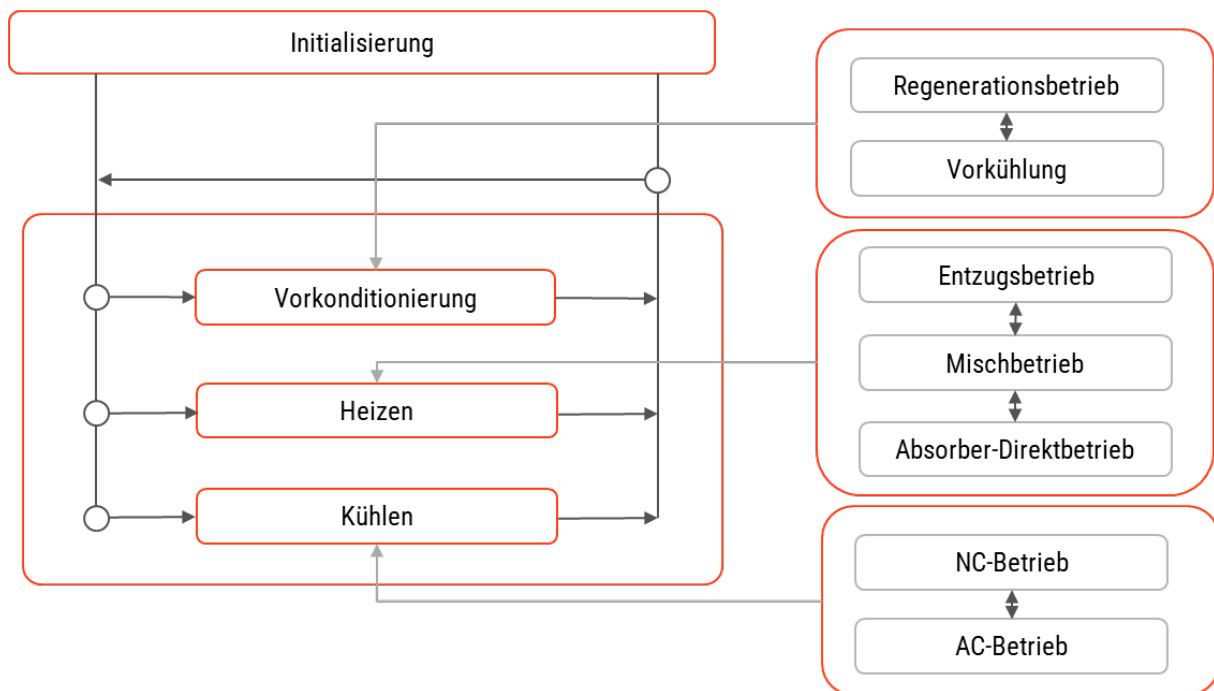 Initialisierung
Vorkonditionierung
Heizen
Kühlen
Regenerationsbetrieb
Vorkühlung
Entzugsbetrieb
Mischbetrieb
Absorber-Direktbetrieb
NC-Betrieb
AC-Betrieb